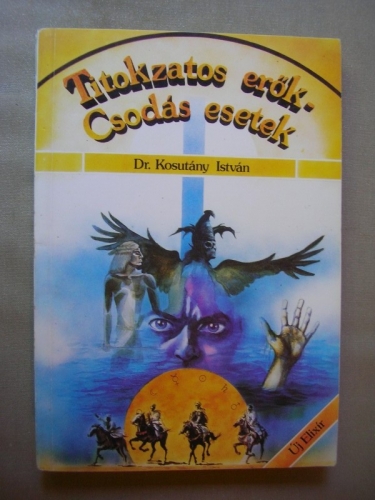 Titokzatos erők-
Csodás esetek
Dr. Kosutány István
Új Elixír